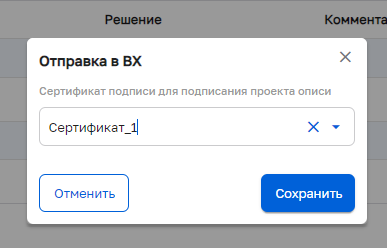 Решение Коммента
Отправка в ВХ
Сертификат подписи для подписания проекта описи
Сертификат_1
Отменить Сохранить